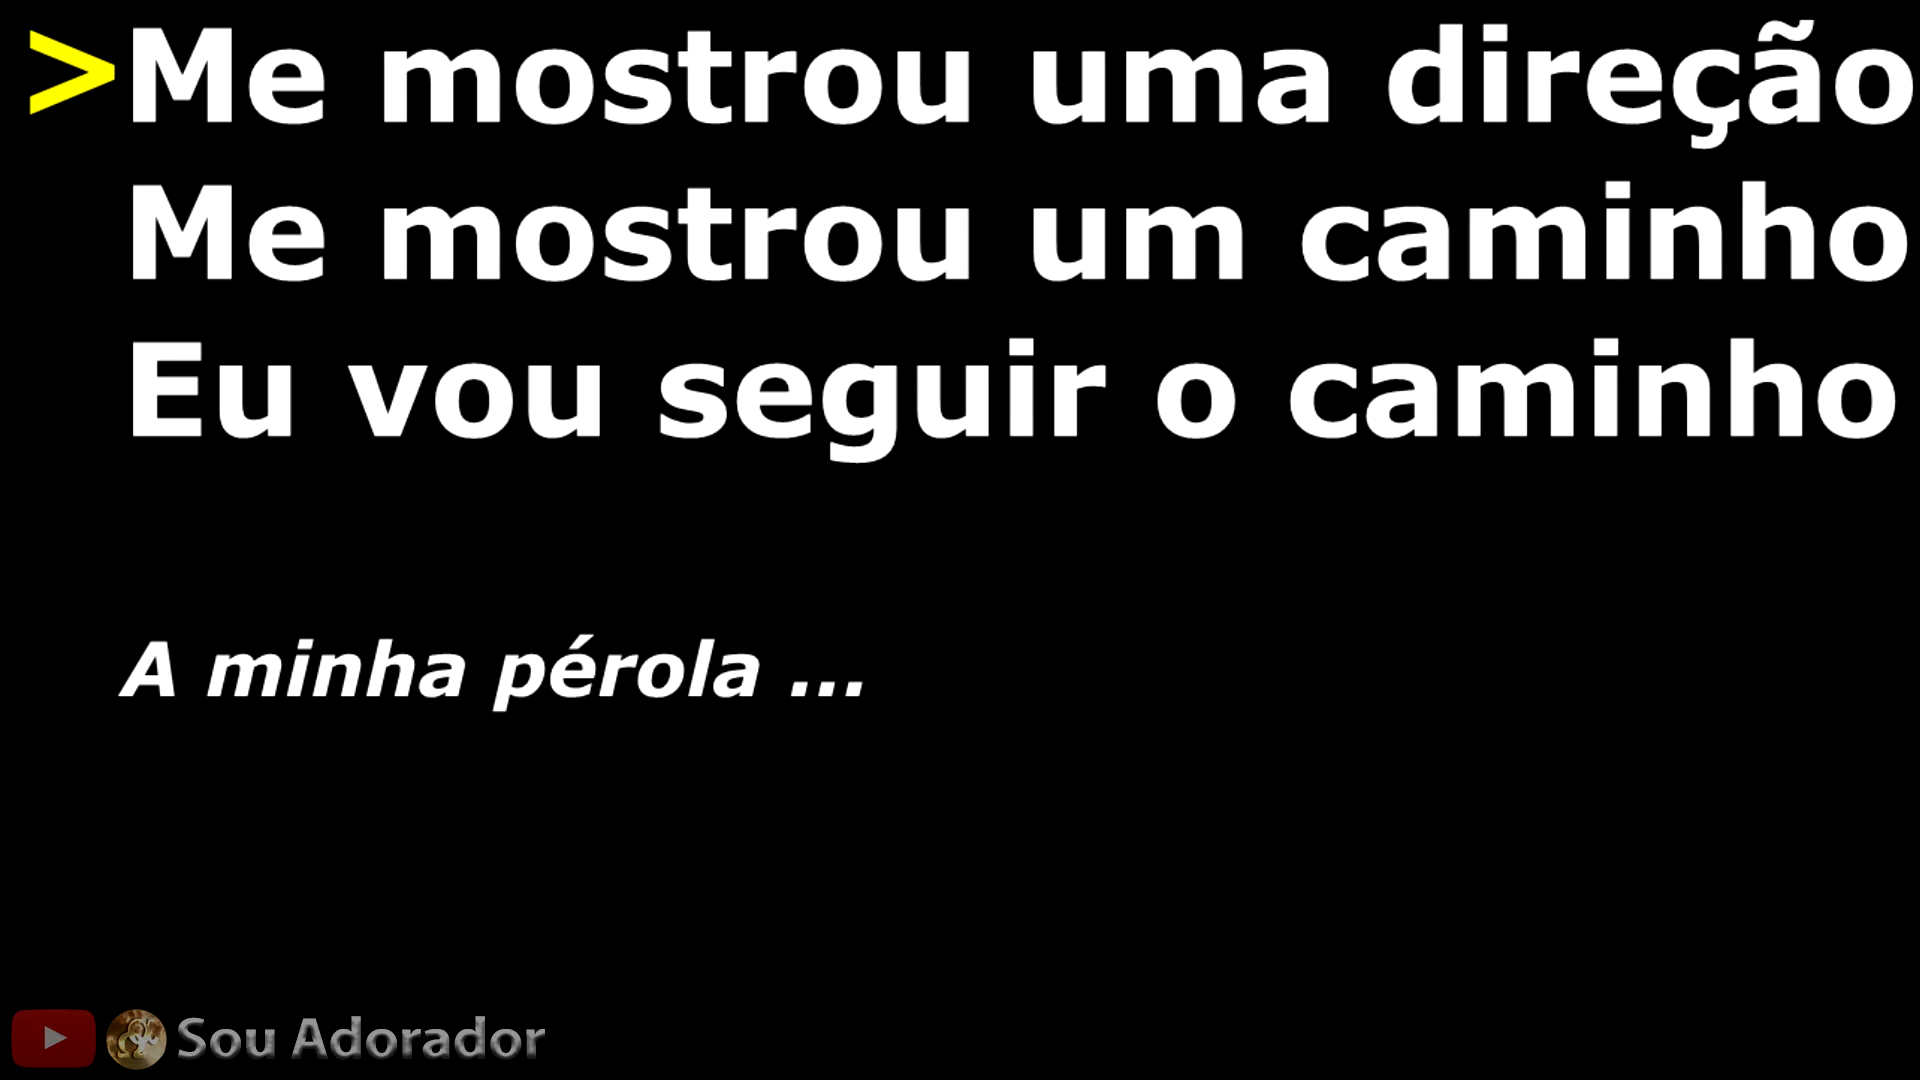 >Me mostrou uma direção
Me mostrou um caminho
Eu vou seguir o caminho
A minha pérola ...
Sou Adorador